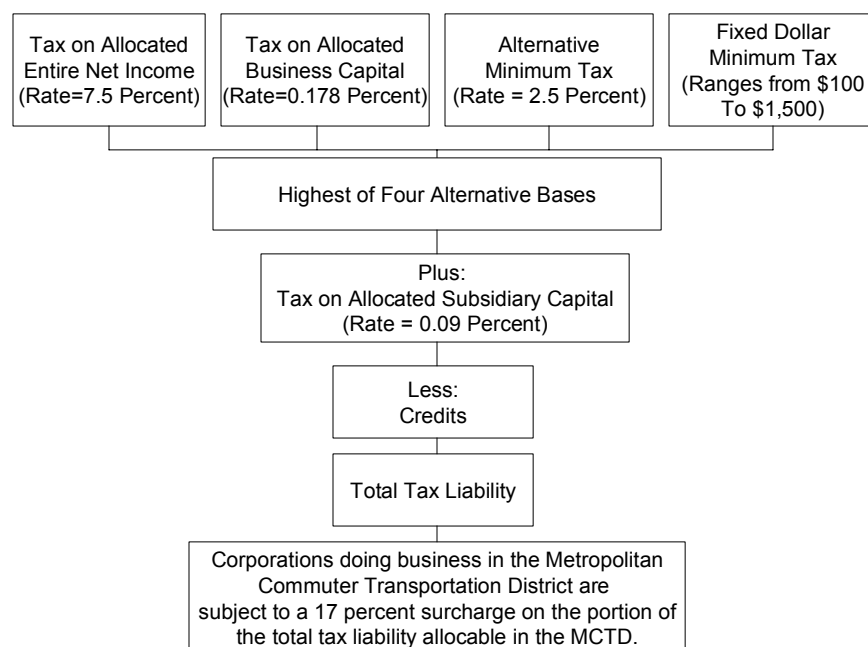 Tax on Allocated
Entire Net Income
(Rate=7.5 Percent)
Tax on Allocated
Business Capital
(Rate=0.178 Percent)
Alternative
Minimum Tax
(Rate = 2.5 Percent)
Fixed Dollar
Minimum Tax
(Ranges from $100
To $1,500)
Highest of Four Alternative Bases
Plus:
Tax on Allocated Subsidiary Capital
(Rate = 0.09 Percent)
Less:
Credits
Total Tax Liability
Corporations doing business in the Metropolitan
Commuter Transportation District are
subject to a 17 percent surcharge on the portion of
the total tax liability allocable in the MCTD.